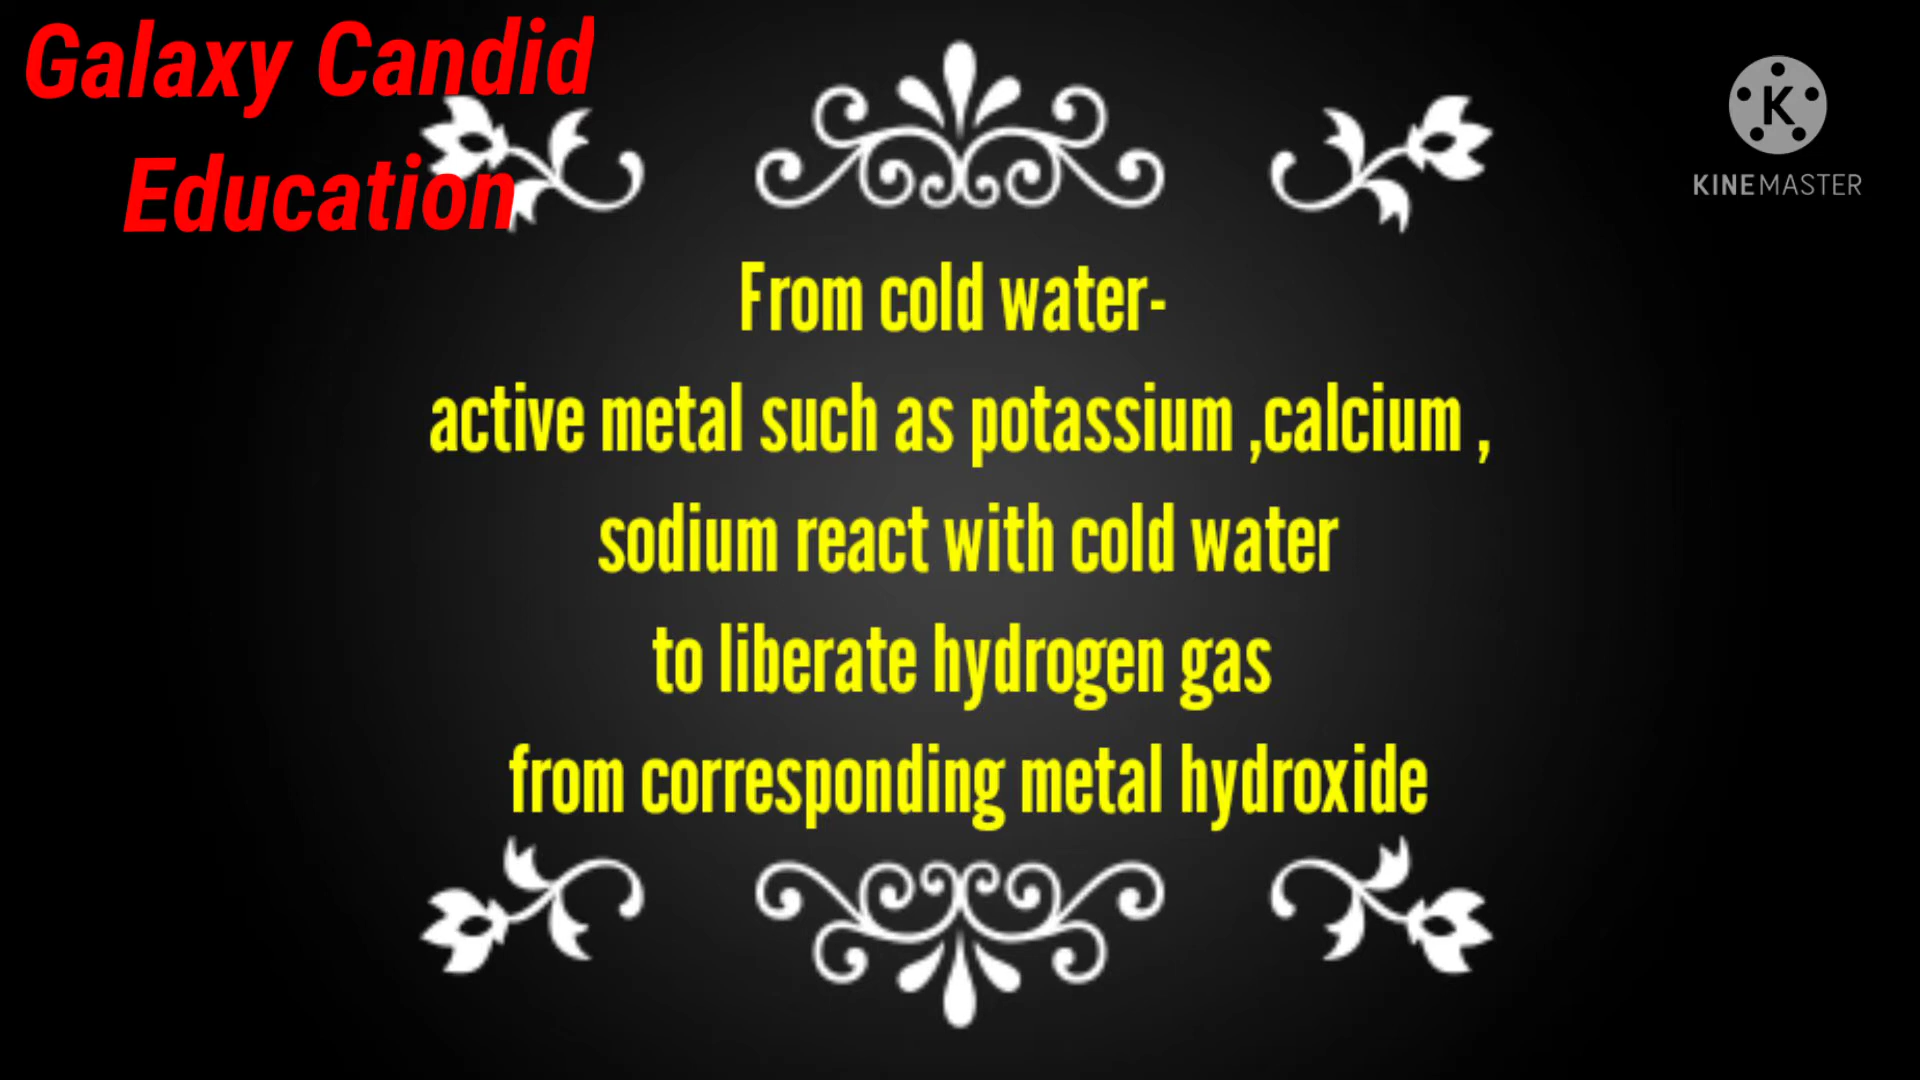 Galaxy Candid
Education
KINEMASTER
From cold water-
active metal such as potassium ,calcium ,
sodium react with cold water
to liberate hydrogen gas
from corresponding metal hydroxide